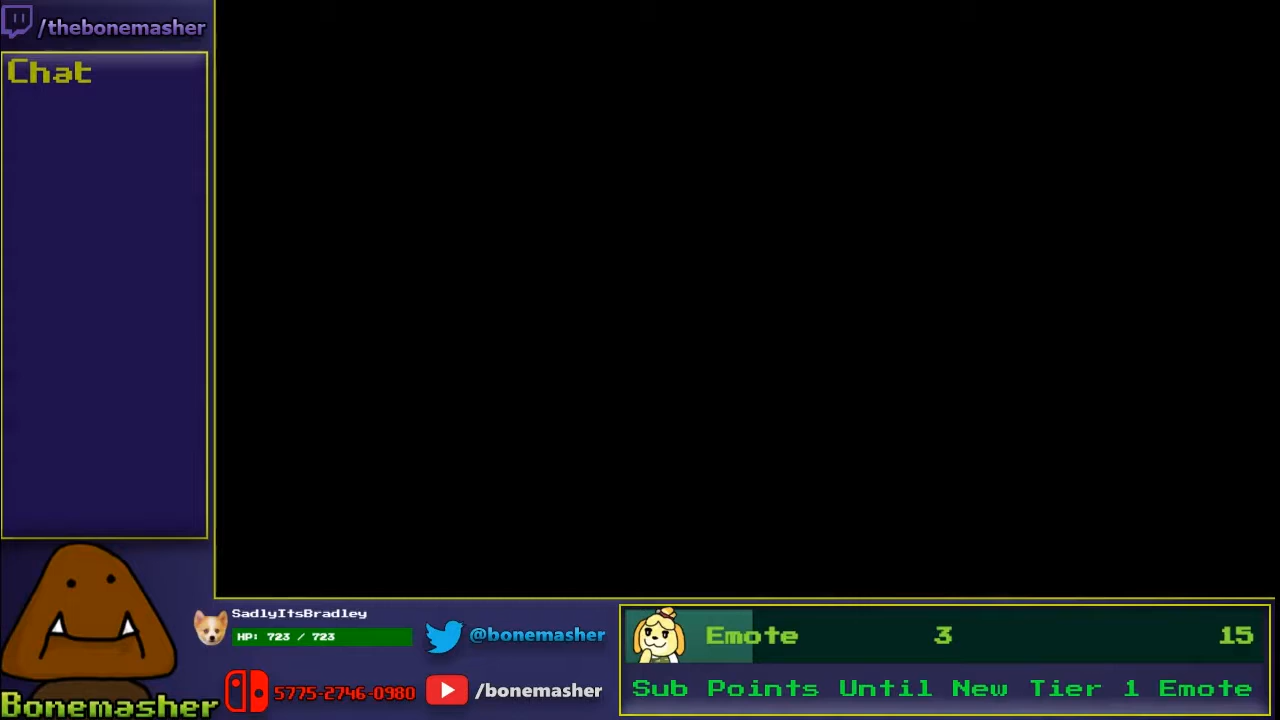 /thebonemasher
Chat
SadlyItsBradley
HP: 723 / 723
@bonemasher
5775-2746-0980
/bonemasher
Bonemasher
Emote 3 15
Sub Points Until New Tier 1 Emote